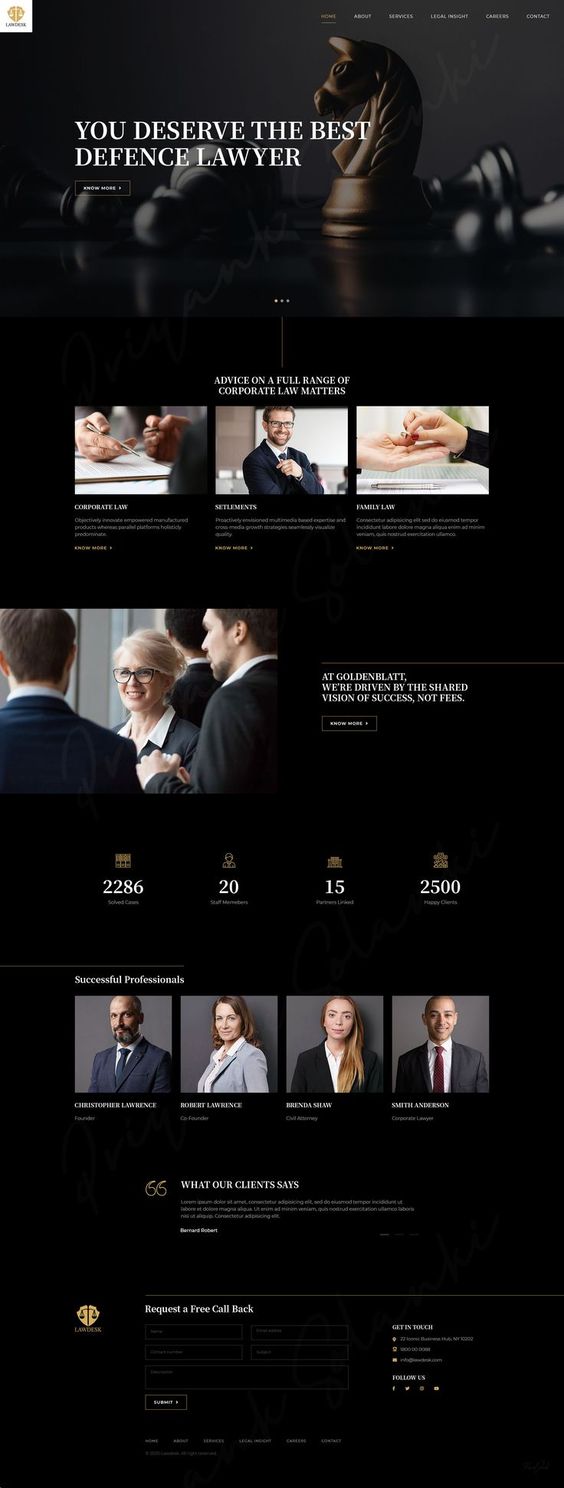 LAWDESK
HOME ABOUT SERVICES LEGAL INSIGHT CAREERS CONTACT
YOU DESERVE THE BEST
DEFENCE LAWYER
KNOW MORE
ADVICE ON A FULL RANGE OF
CORPORATE LAW MATTERS
CORPORATE LAW
Objectively innovate empowered manufactured
products whereas parallel platforms holisticly
predominate.
KNOW MORE
SETLEMENTS
Proactively envisioned multimedia based expertise and
cross-media growth strategies seamlessly visualize
quality.
KNOW MORE
FAMILY LAW
Consectetur adipisicing elit sed do eiusmod tempor
incididunt labore dolore magna aliqua enim ad minim
veniam, quis nostrud exercitation ullamco.
KNOW MORE
AT GOLDENBLATT,
WE'RE DRIVEN BY THE SHARED
VISION OF SUCCESS, NOT FEES.
KNOW MORE
2286
Solved Cases
20
Staff Memebers
15
Partners Linked
2500
Happy Clients
Successful Professionals
CHRISTOPHER LAWRENCE
Founder
ROBERT LAWRENCE
Co-Founder
BRENDA SHAW
Civil Attorney
SMITH ANDERSON
Corporate Lawyer
WHAT OUR CLIENTS SAYS
Lorem ipsum dolor sit amet, consectetur adipisicing elit, sed do eiusmod tempor incididunt ut
labore et dolore magna aliqua. Ut enim ad minim veniam, quis nostrud exercitation ullamco laboris
nisi ut aliquip. Consectetur adipisicing elit.
Bernard Robert
LAWDESK
Request a Free Call Back
Name
Email address
Contact number
Subject
Description
SUBMIT
GET IN TOUCH
22 Iconic Business Hub, NY 10202
1800 00 0088
info@lawdesk.com
FOLLOW US
HOME ABOUT SERVICES LEGAL INSIGHT CAREERS CONTACT
© 2020 Lawdesk. All right reserved.
Priyanka Solanki